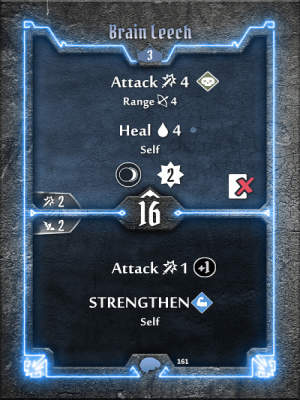 Brain Leech
3
Attack 4
Range 4
Heal 4
Self
2
2
16
2
Attack 1 +1
STRENGTHEN
Self
161